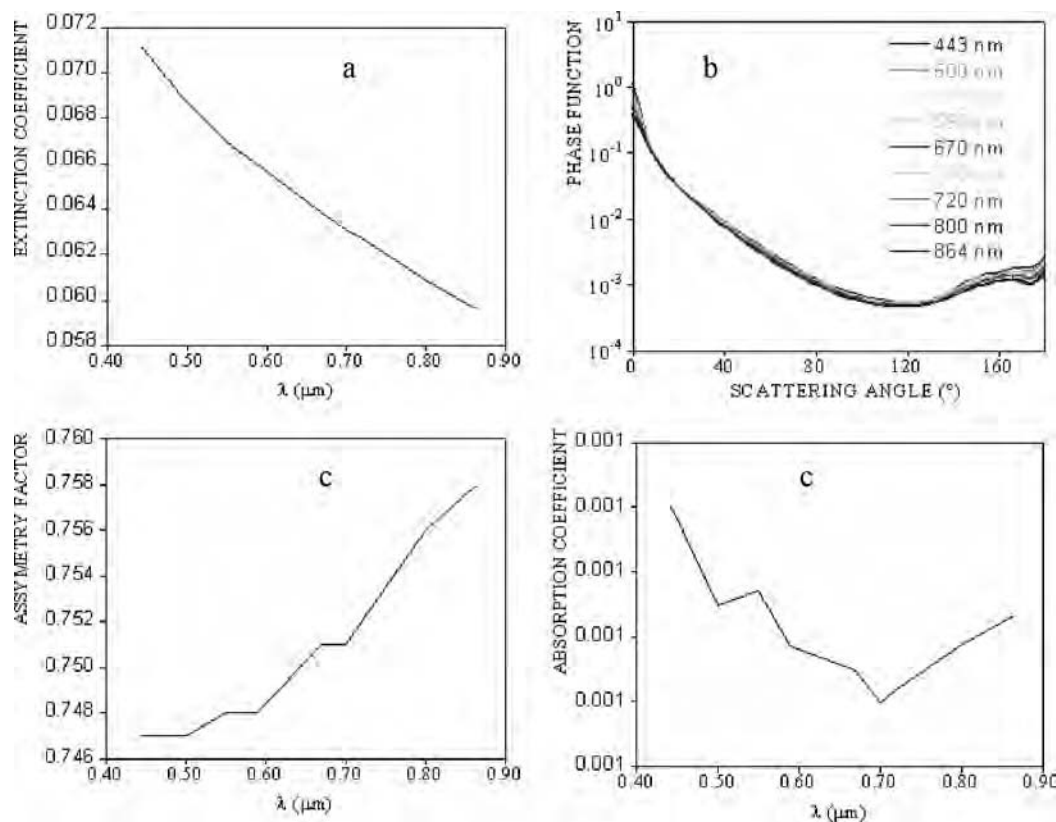 EXTINCTION COEFFICIENT
0.072
0.070
0.068
0.066
0.064
0.062
0.060
0.058
0.40 0.50 0.60 0.70 0.80 0.90
λ (µm)
a
PHASE FUNCTION
10¹
10⁰
10⁻¹
10⁻²
10⁻³
10⁻⁴
0 40 80 120 160
SCATTERING ANGLE (°)
b
443 nm
500 nm
670 nm
720 nm
800 nm
864 nm
ASSYMETRY FACTOR
0.760
0.758
0.756
0.754
0.752
0.750
0.748
0.746
0.40 0.50 0.60 0.70 0.80 0.90
λ (µm)
c
ABSORPTION COEFFICIENT
0.001
0.001
0.001
0.001
0.001
0.001
0.40 0.50 0.60 0.70 0.80 0.90
λ (µm)
c